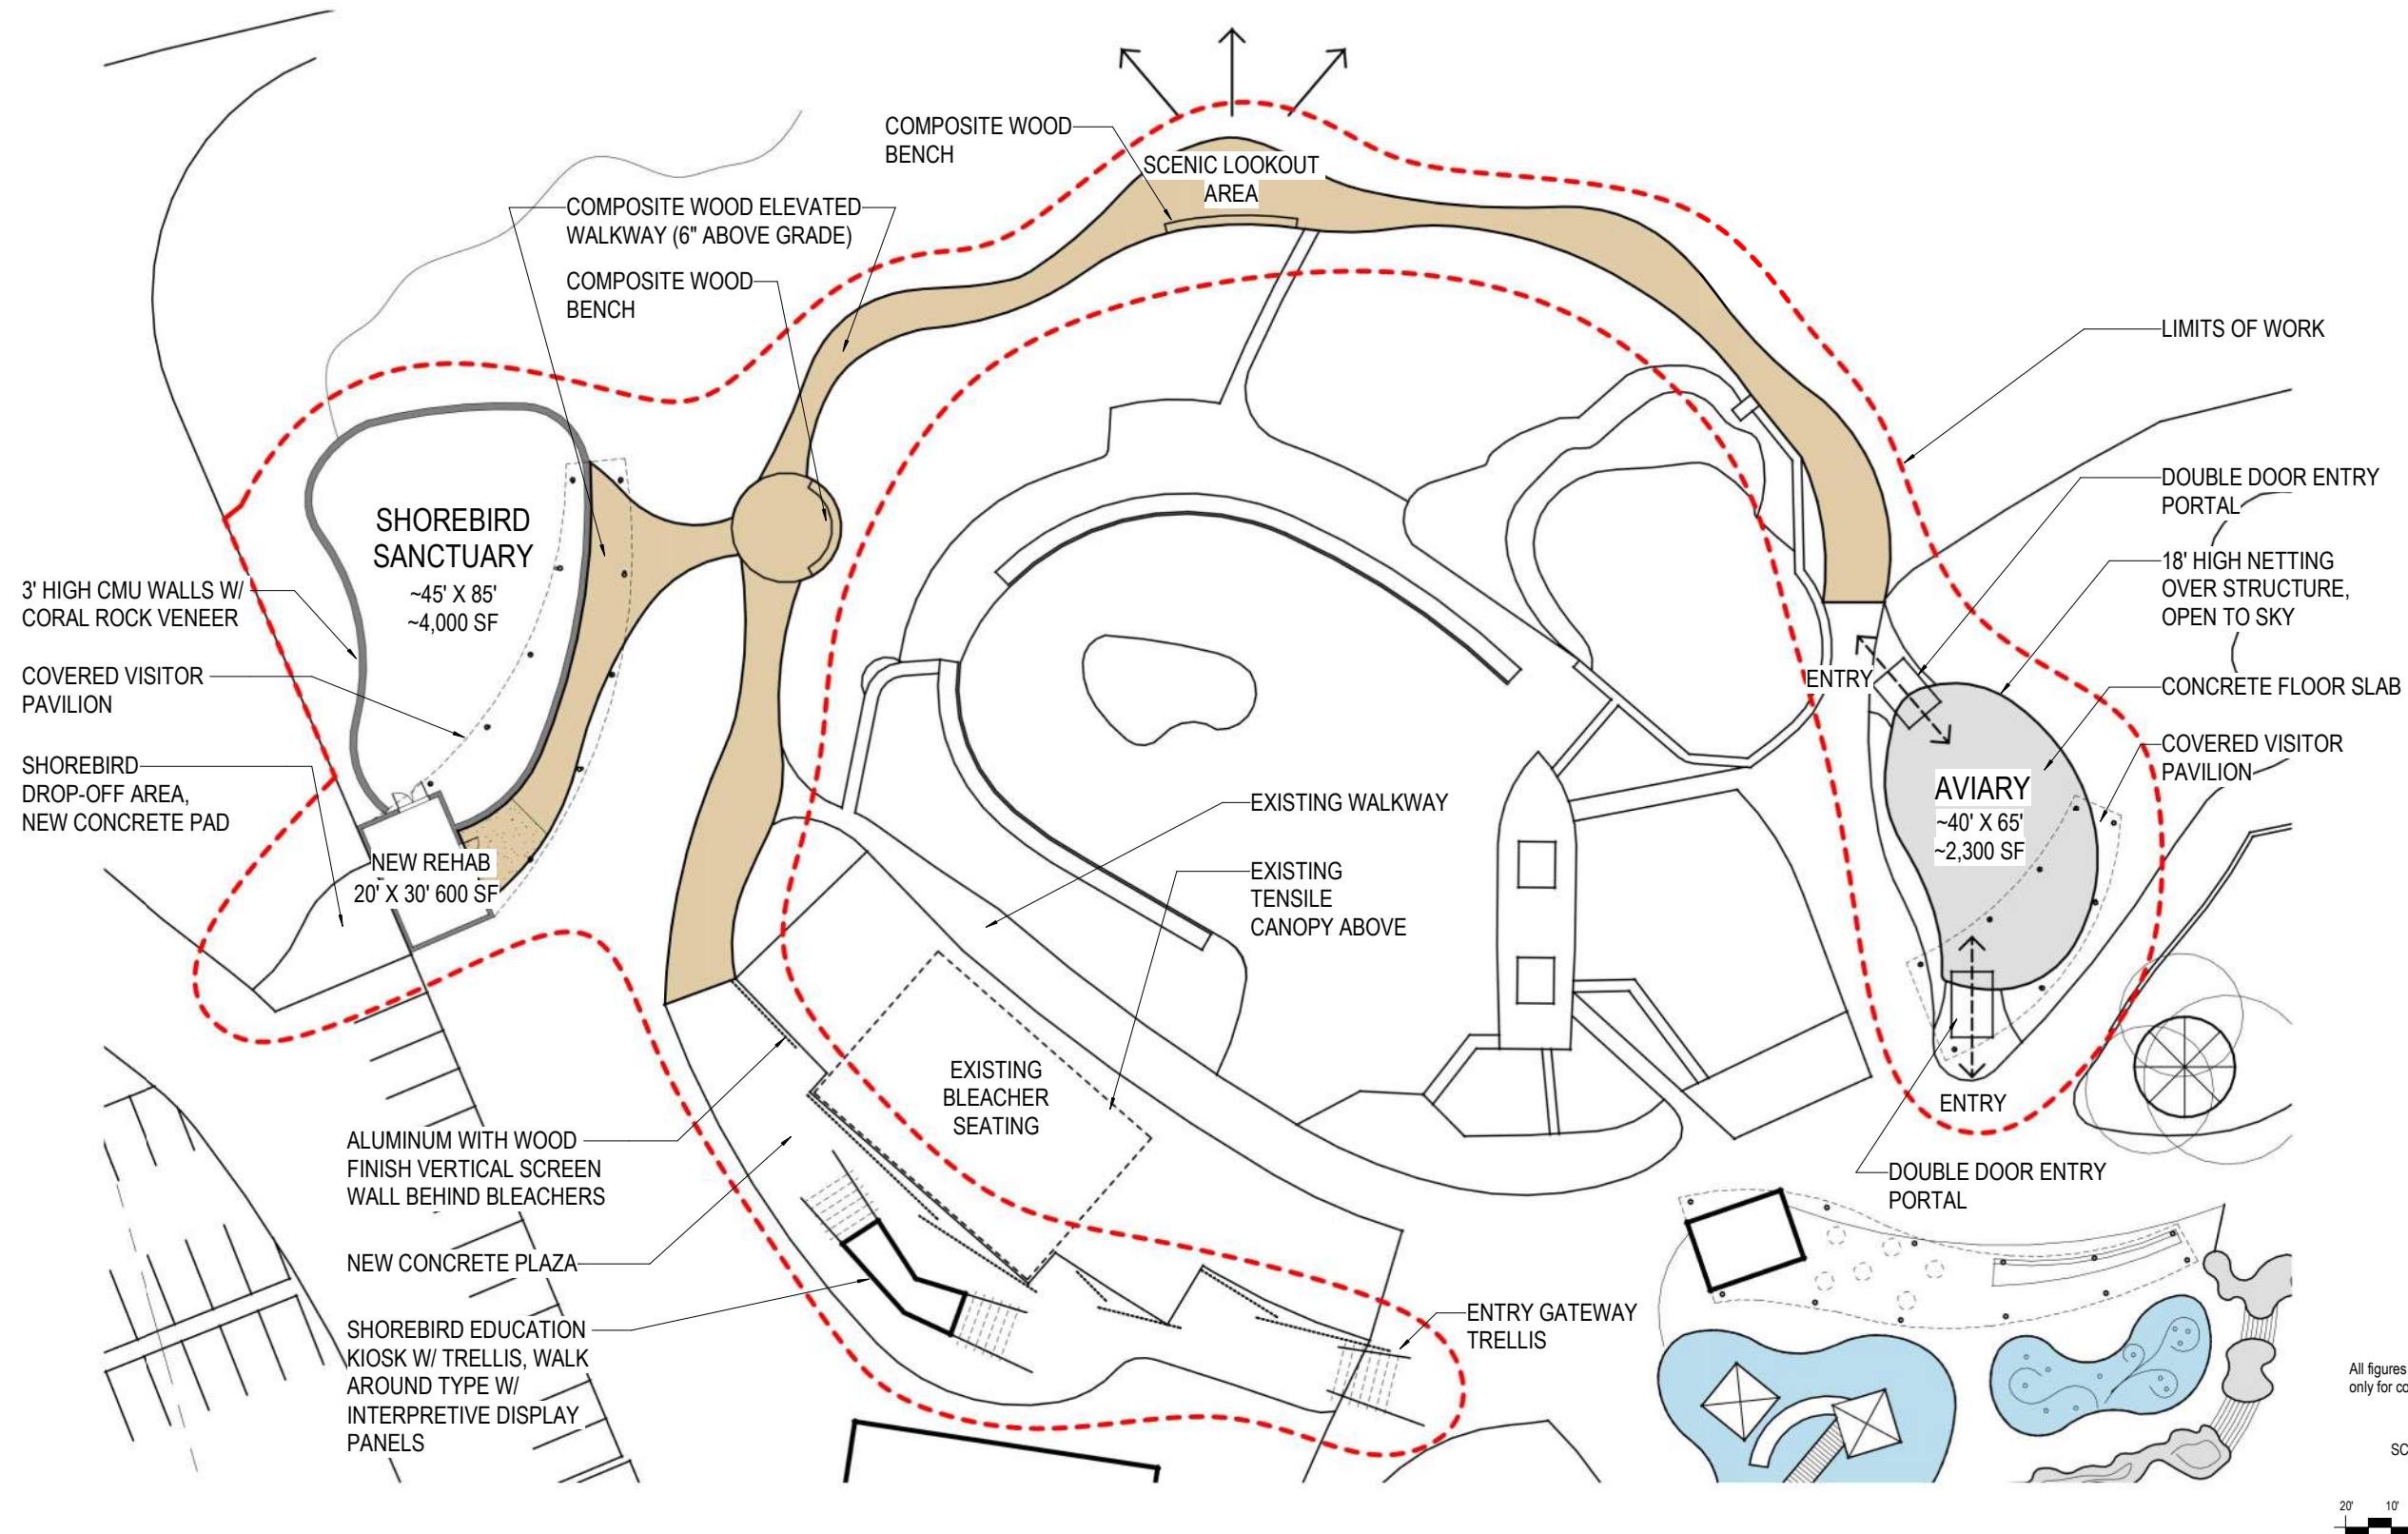 COMPOSITE WOOD
BENCH
SCENIC LOOKOUT
AREA
COMPOSITE WOOD ELEVATED
WALKWAY (6" ABOVE GRADE)
COMPOSITE WOOD
BENCH
LIMITS OF WORK
DOUBLE DOOR ENTRY
PORTAL
18' HIGH NETTING
OVER STRUCTURE,
OPEN TO SKY
CONCRETE FLOOR SLAB
COVERED VISITOR
PAVILION
SHOREBIRD
SANCTUARY
~45' X 85'
~4,000 SF
3' HIGH CMU WALLS W/
CORAL ROCK VENEER
COVERED VISITOR
PAVILION
SHOREBIRD
DROP-OFF AREA,
NEW CONCRETE PAD
NEW REHAB
20' X 30' 600 SF
ENTRY
AVIARY
~40' X 65'
~2,300 SF
EXISTING WALKWAY
EXISTING
TENSILE
CANOPY ABOVE
EXISTING
BLEACHER
SEATING
ENTRY
DOUBLE DOOR ENTRY
PORTAL
ALUMINUM WITH WOOD
FINISH VERTICAL SCREEN
WALL BEHIND BLEACHERS
NEW CONCRETE PLAZA
SHOREBIRD EDUCATION
KIOSK W/ TRELLIS, WALK
AROUND TYPE W/
INTERPRETIVE DISPLAY
PANELS
ENTRY GATEWAY
TRELLIS
All figures
only for co
SC
20' 10'